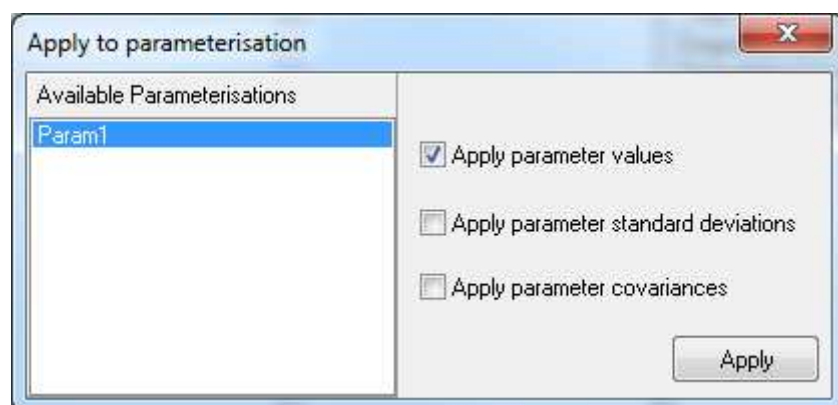 Apply to parameterisation
Available Parameterisations
Param1
Apply parameter values
Apply parameter standard deviations
Apply parameter covariances
Apply